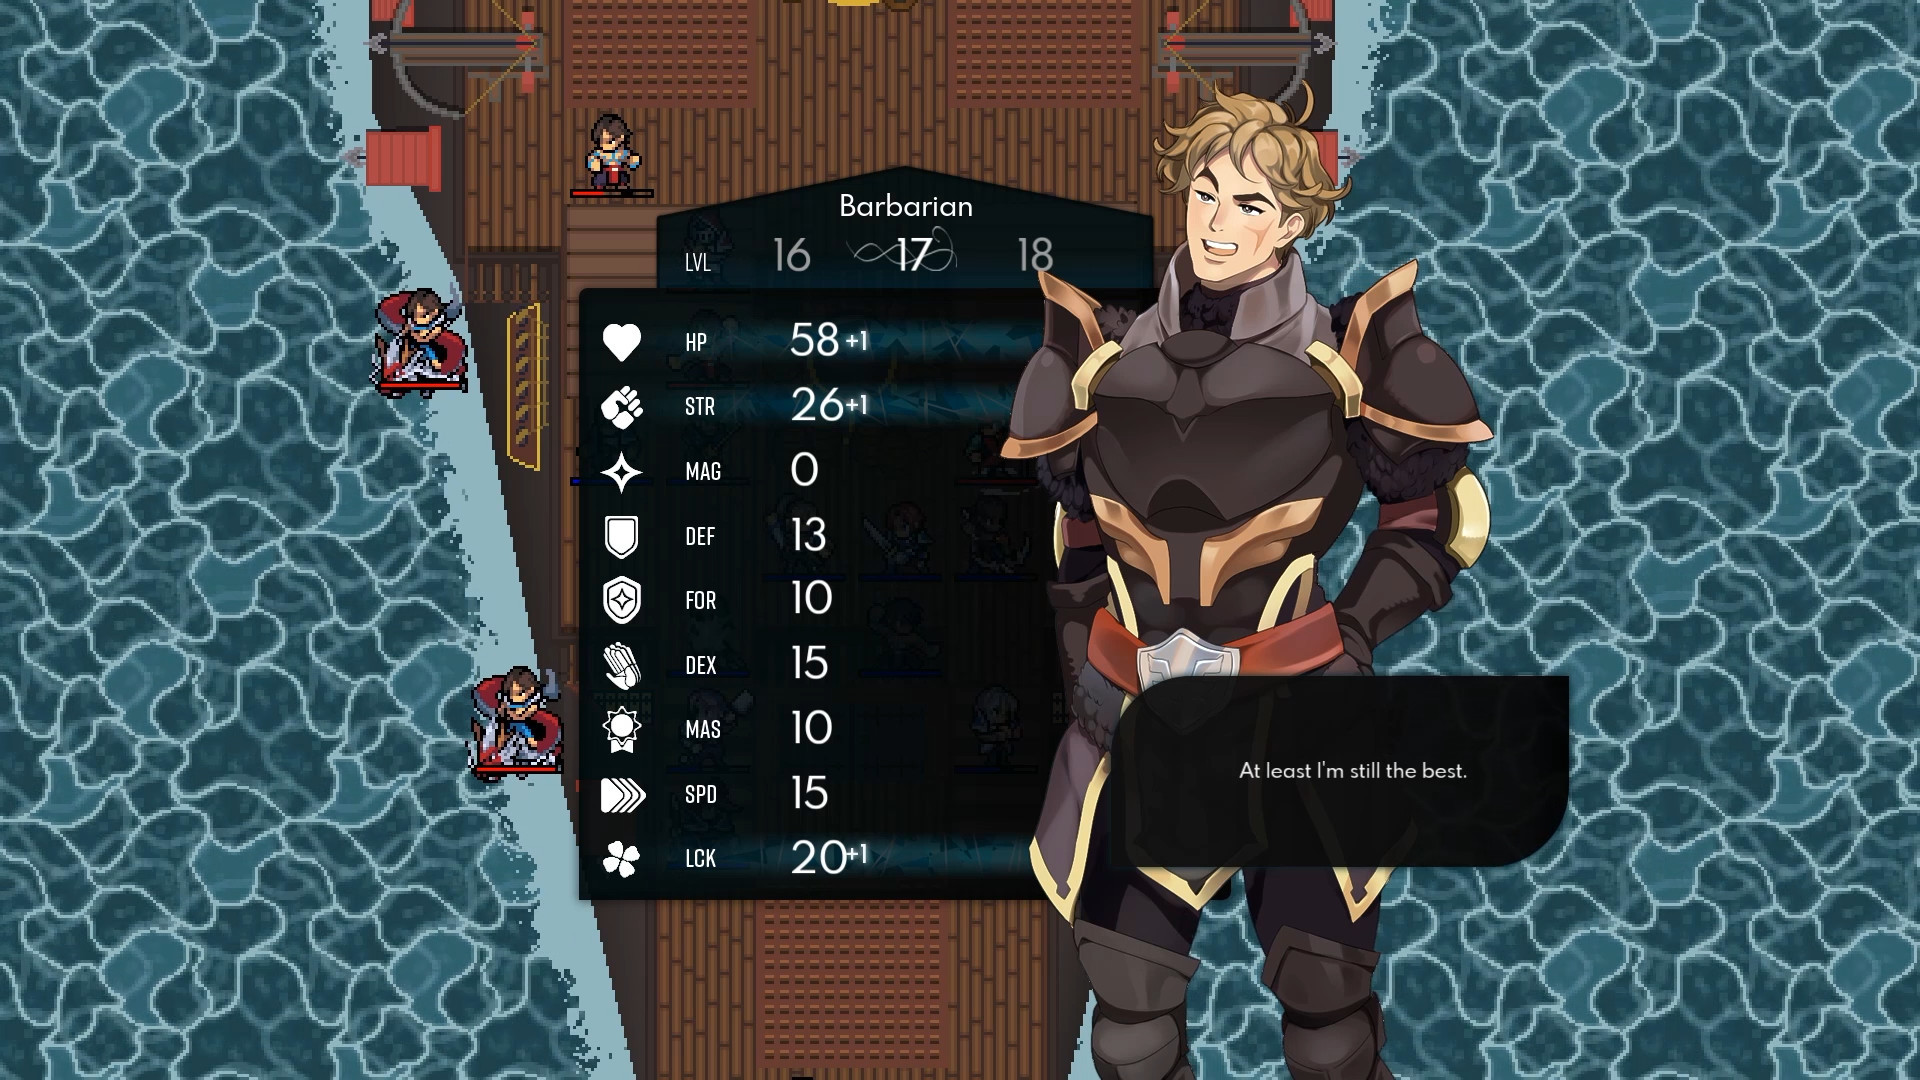 Barbarian
LVL 16 17 18
HP 58 +1
STR 26 +1
MAG 0
DEF 13
FOR 10
DEX 15
MAS 10
SPD 15
LCK 20 +1
At least I'm still the best.